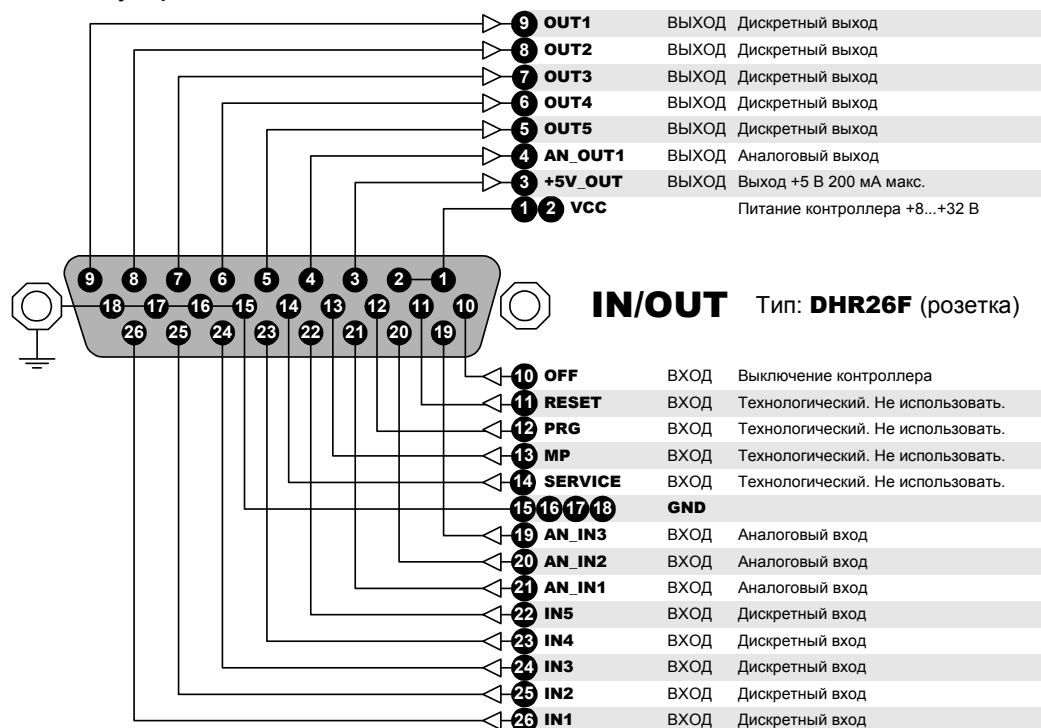 9 OUT1 ВЫХОД Дискретный выход
8 OUT2 ВЫХОД Дискретный выход
7 OUT3 ВЫХОД Дискретный выход
6 OUT4 ВЫХОД Дискретный выход
5 OUT5 ВЫХОД Дискретный выход
4 AN_OUT1 ВЫХОД Аналоговый выход
3 +5V_OUT ВЫХОД Выход +5 В 200 мА макс.
1 2 VCC Питание контроллера +8...+32 В
9 8 7 6 5 4 3 2 1
18 17 16 15 14 13 12 11 10
26 25 24 23 22 21 20 19
IN/OUT Тип: DHR26F (розетка)
10 OFF ВХОД Выключение контроллера
11 RESET ВХОД Технологический. Не использовать.
12 PRG ВХОД Технологический. Не использовать.
13 MP ВХОД Технологический. Не использовать.
14 SERVICE ВХОД Технологический. Не использовать.
15 16 17 18 GND
19 AN_IN3 ВХОД Аналоговый вход
20 AN_IN2 ВХОД Аналоговый вход
21 AN_IN1 ВХОД Аналоговый вход
22 IN5 ВХОД Дискретный вход
23 IN4 ВХОД Дискретный вход
24 IN3 ВХОД Дискретный вход
25 IN2 ВХОД Дискретный вход
26 IN1 ВХОД Дискретный вход